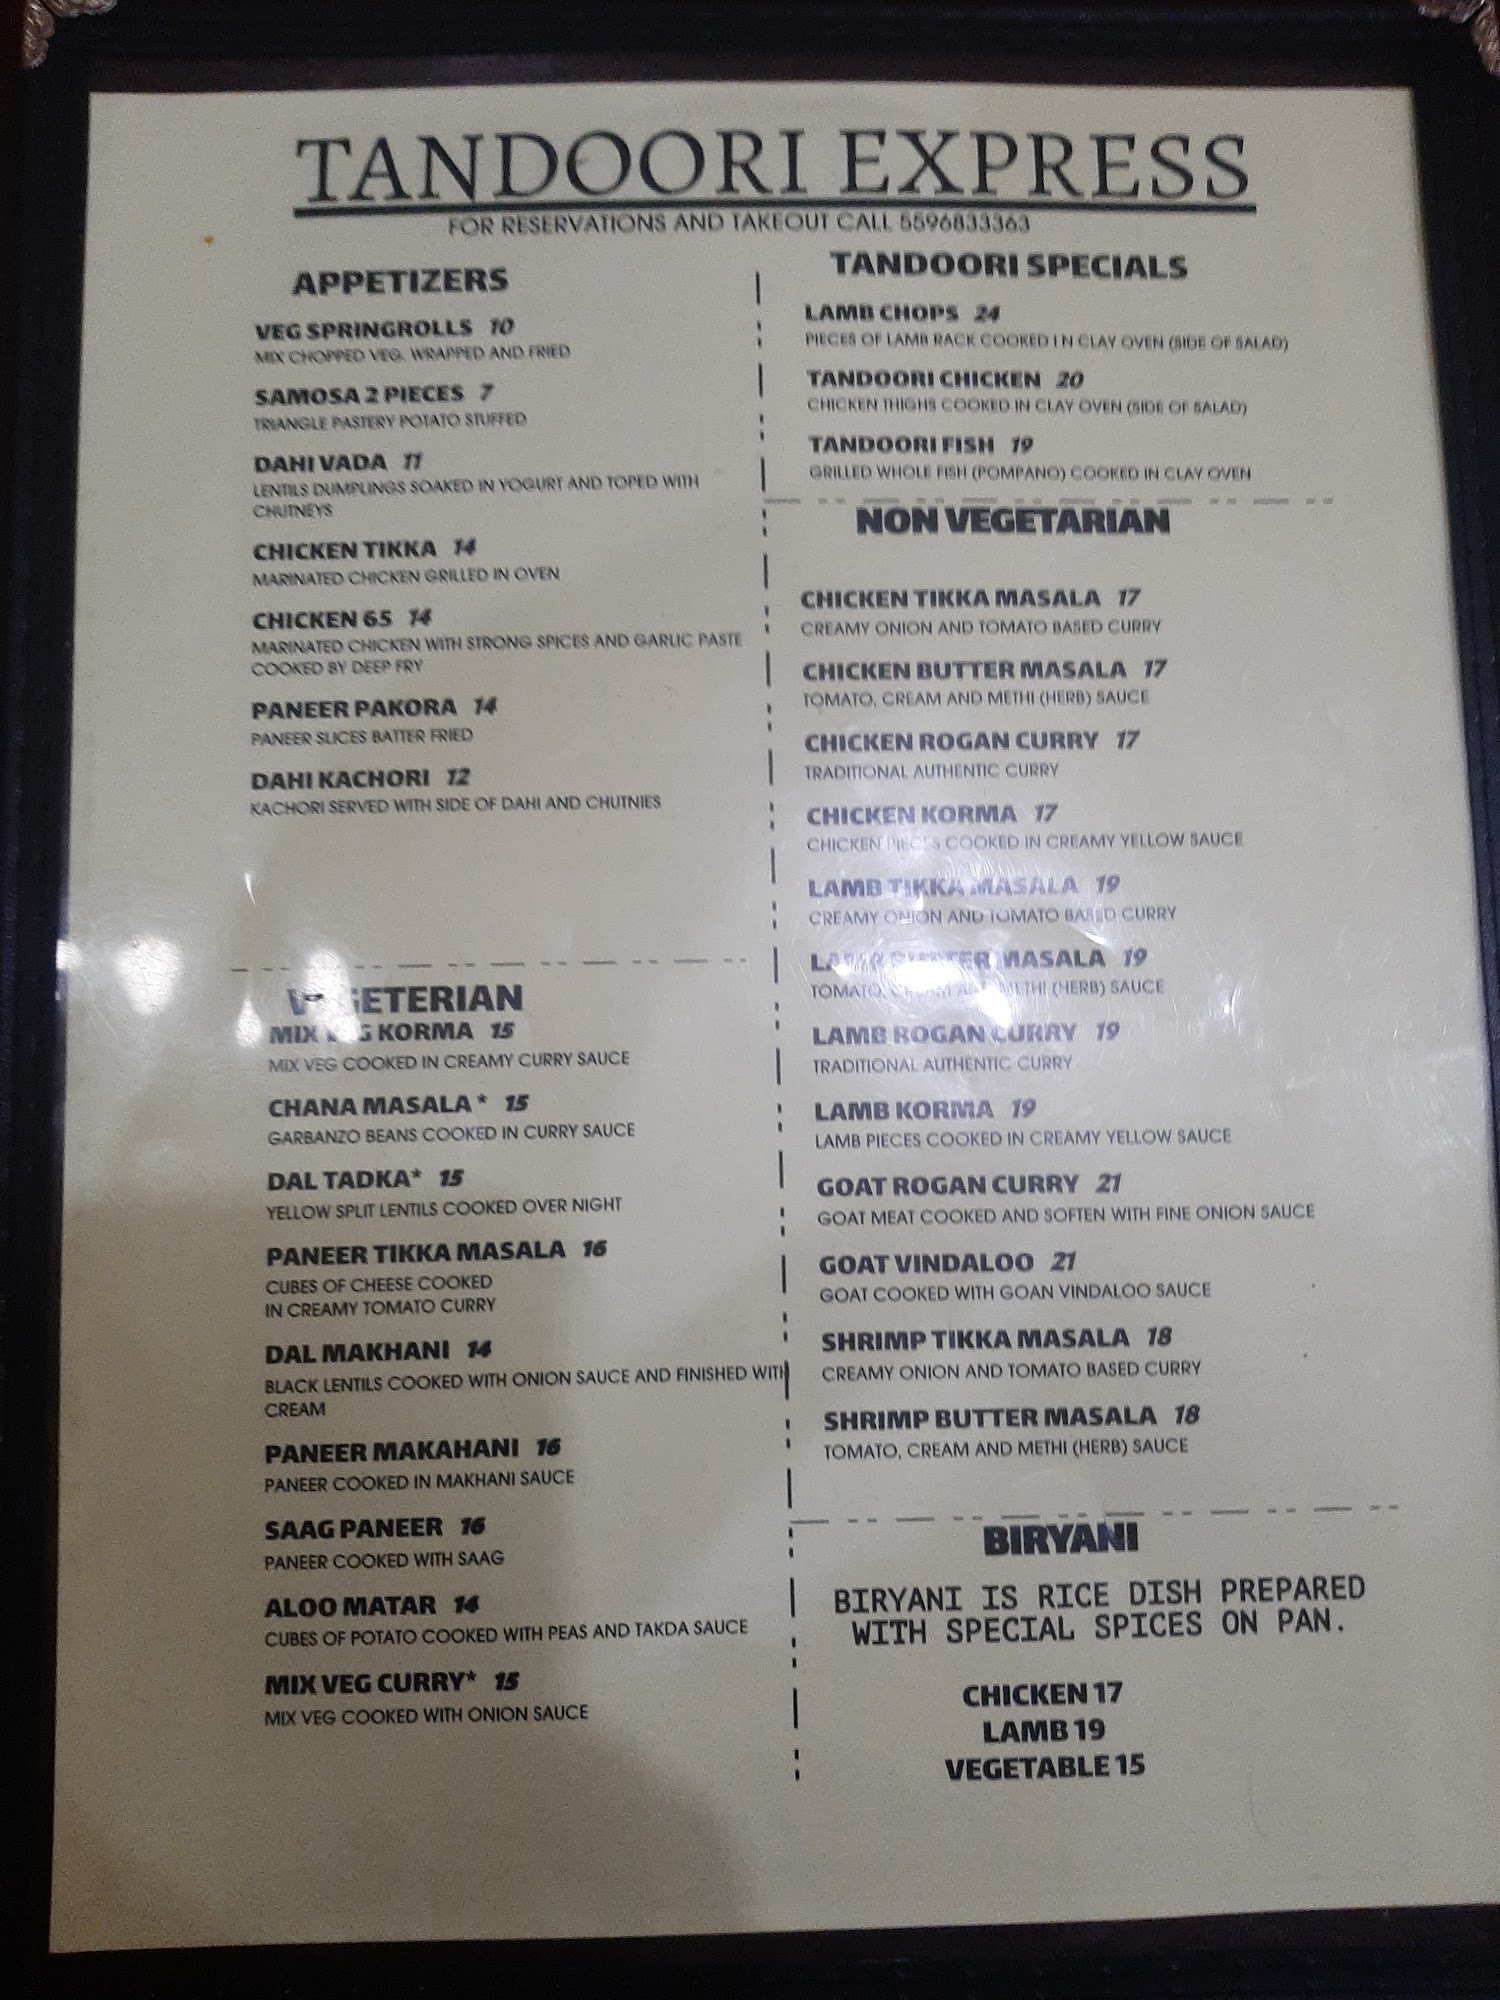 TANDOORI EXPRESS
FOR RESERVATIONS AND TAKEOUT CALL 5596833363
APPETIZERS
VEG SPRINGROLLS 10
MIX CHOPPED VEG. WRAPPED AND FRIED
SAMOSA 2 PIECES 7
TRIANGLE PASTERY POTATO STUFFED
DAHI VADA 11
LENTILS DUMPLINGS SOAKED IN YOGURT AND TOPED WITH
CHUTNEYS
CHICKEN TIKKA 14
MARINATED CHICKEN GRILLED IN OVEN
CHICKEN 65 14
MARINATED CHICKEN WITH STRONG SPICES AND GARLIC PASTE
COOKED BY DEEP FRY
PANEER PAKORA 14
PANEER SLICES BATTER FRIED
DAHI KACHORI 12
KACHORI SERVED WITH SIDE OF DAHI AND CHUTNIES
VEGETERIAN
MIX VEG KORMA 15
MIX VEG COOKED IN CREAMY CURRY SAUCE
CHANA MASALA * 15
GARBANZO BEANS COOKED IN CURRY SAUCE
DAL TADKA* 15
YELLOW SPLIT LENTILS COOKED OVER NIGHT
PANEER TIKKA MASALA 16
CUBES OF CHEESE COOKED
IN CREAMY TOMATO CURRY
DAL MAKHANI 14
BLACK LENTILS COOKED WITH ONION SAUCE AND FINISHED WITH
CREAM
PANEER MAKAHANI 16
PANEER COOKED IN MAKHANI SAUCE
SAAG PANEER 16
PANEER COOKED WITH SAAG
ALOO MATAR 14
CUBES OF POTATO COOKED WITH PEAS AND TAKDA SAUCE
MIX VEG CURRY* 15
MIX VEG COOKED WITH ONION SAUCE
TANDOORI SPECIALS
LAMB CHOPS 24
PIECES OF LAMB RACK COOKED I N CLAY OVEN (SIDE OF SALAD)
TANDOORI CHICKEN 20
CHICKEN THIGHS COOKED IN CLAY OVEN (SIDE OF SALAD)
TANDOORI FISH 19
GRILLED WHOLE FISH (POMPANO) COOKED IN CLAY OVEN
NON VEGETARIAN
CHICKEN TIKKA MASALA 17
CREAMY ONION AND TOMATO BASED CURRY
CHICKEN BUTTER MASALA 17
TOMATO, CREAM AND METHI (HERB) SAUCE
CHICKEN ROGAN CURRY 17
TRADITIONAL AUTHENTIC CURRY
CHICKEN KORMA 17
CHICKEN PIECES COOKED IN CREAMY YELLOW SAUCE
LAMB TIKKA MASALA 19
CREAMY ONION AND TOMATO BASED CURRY
LAMB BUTTER MASALA 19
TOMATO, CREAM AND METHI (HERB) SAUCE
LAMB ROGAN CURRY 19
TRADITIONAL AUTHENTIC CURRY
LAMB KORMA 19
LAMB PIECES COOKED IN CREAMY YELLOW SAUCE
GOAT ROGAN CURRY 21
GOAT MEAT COOKED AND SOFTEN WITH FINE ONION SAUCE
GOAT VINDALOO 21
GOAT COOKED WITH GOAN VINDALOO SAUCE
SHRIMP TIKKA MASALA 18
CREAMY ONION AND TOMATO BASED CURRY
SHRIMP BUTTER MASALA 18
TOMATO, CREAM AND METHI (HERB) SAUCE
BIRYANI
BIRYANI IS RICE DISH PREPARED
WITH SPECIAL SPICES ON PAN.
CHICKEN 17
LAMB 19
VEGETABLE 15